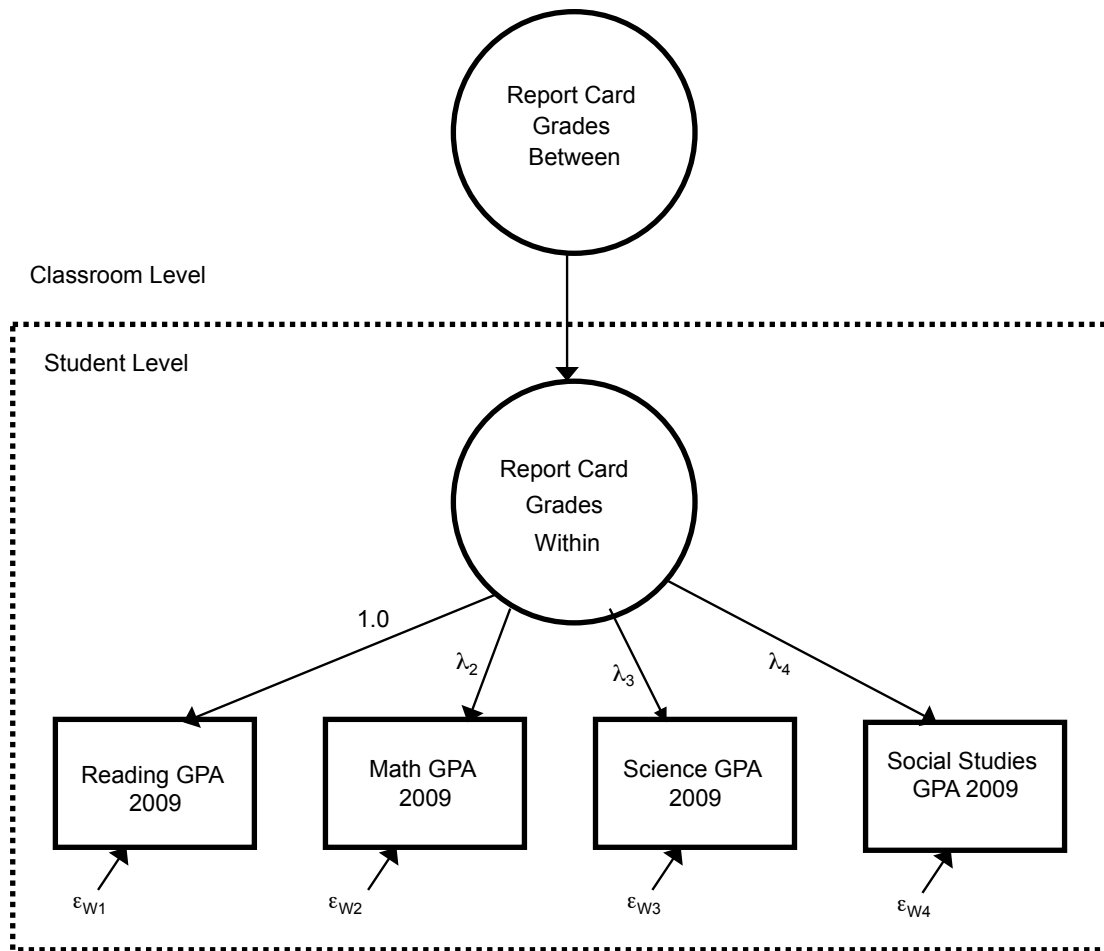 Report Card
Grades
Between
Classroom Level
Student Level
Report Card
Grades
Within
1.0
λ2
λ3
λ4
Reading GPA
2009
Math GPA
2009
Science GPA
2009
Social Studies
GPA 2009
εW1
εW2
εW3
εW4